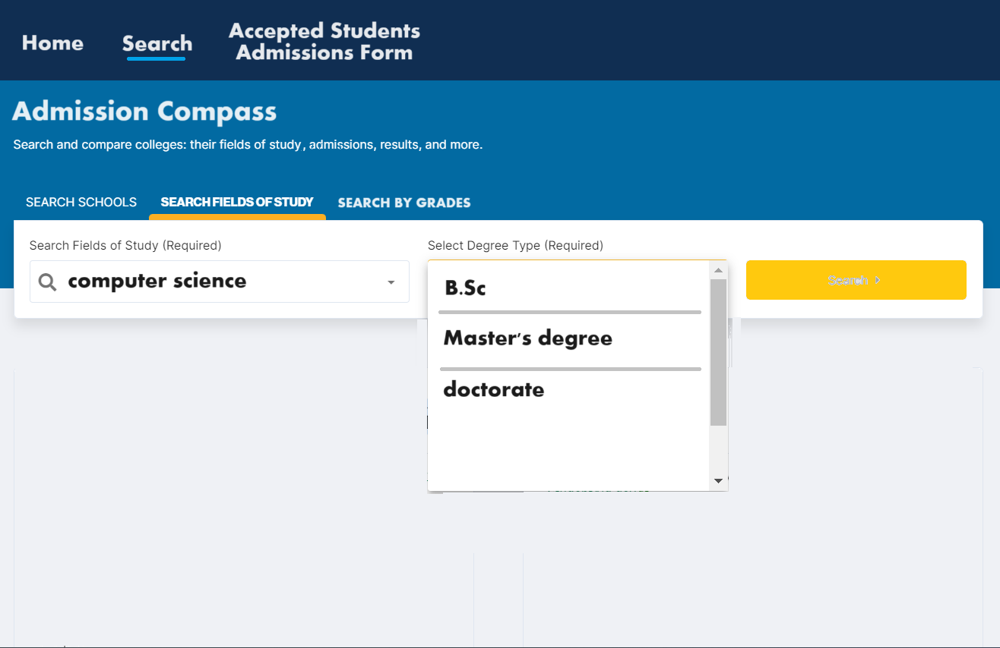 Home
Search
Accepted Students
Admissions Form
Admission Compass
Search and compare colleges: their fields of study, admissions, results, and more.
SEARCH SCHOOLS
SEARCH FIELDS OF STUDY
SEARCH BY GRADES
Search Fields of Study (Required)
Select Degree Type (Required)
computer science
Search
B.Sc
Master's degree
doctorate